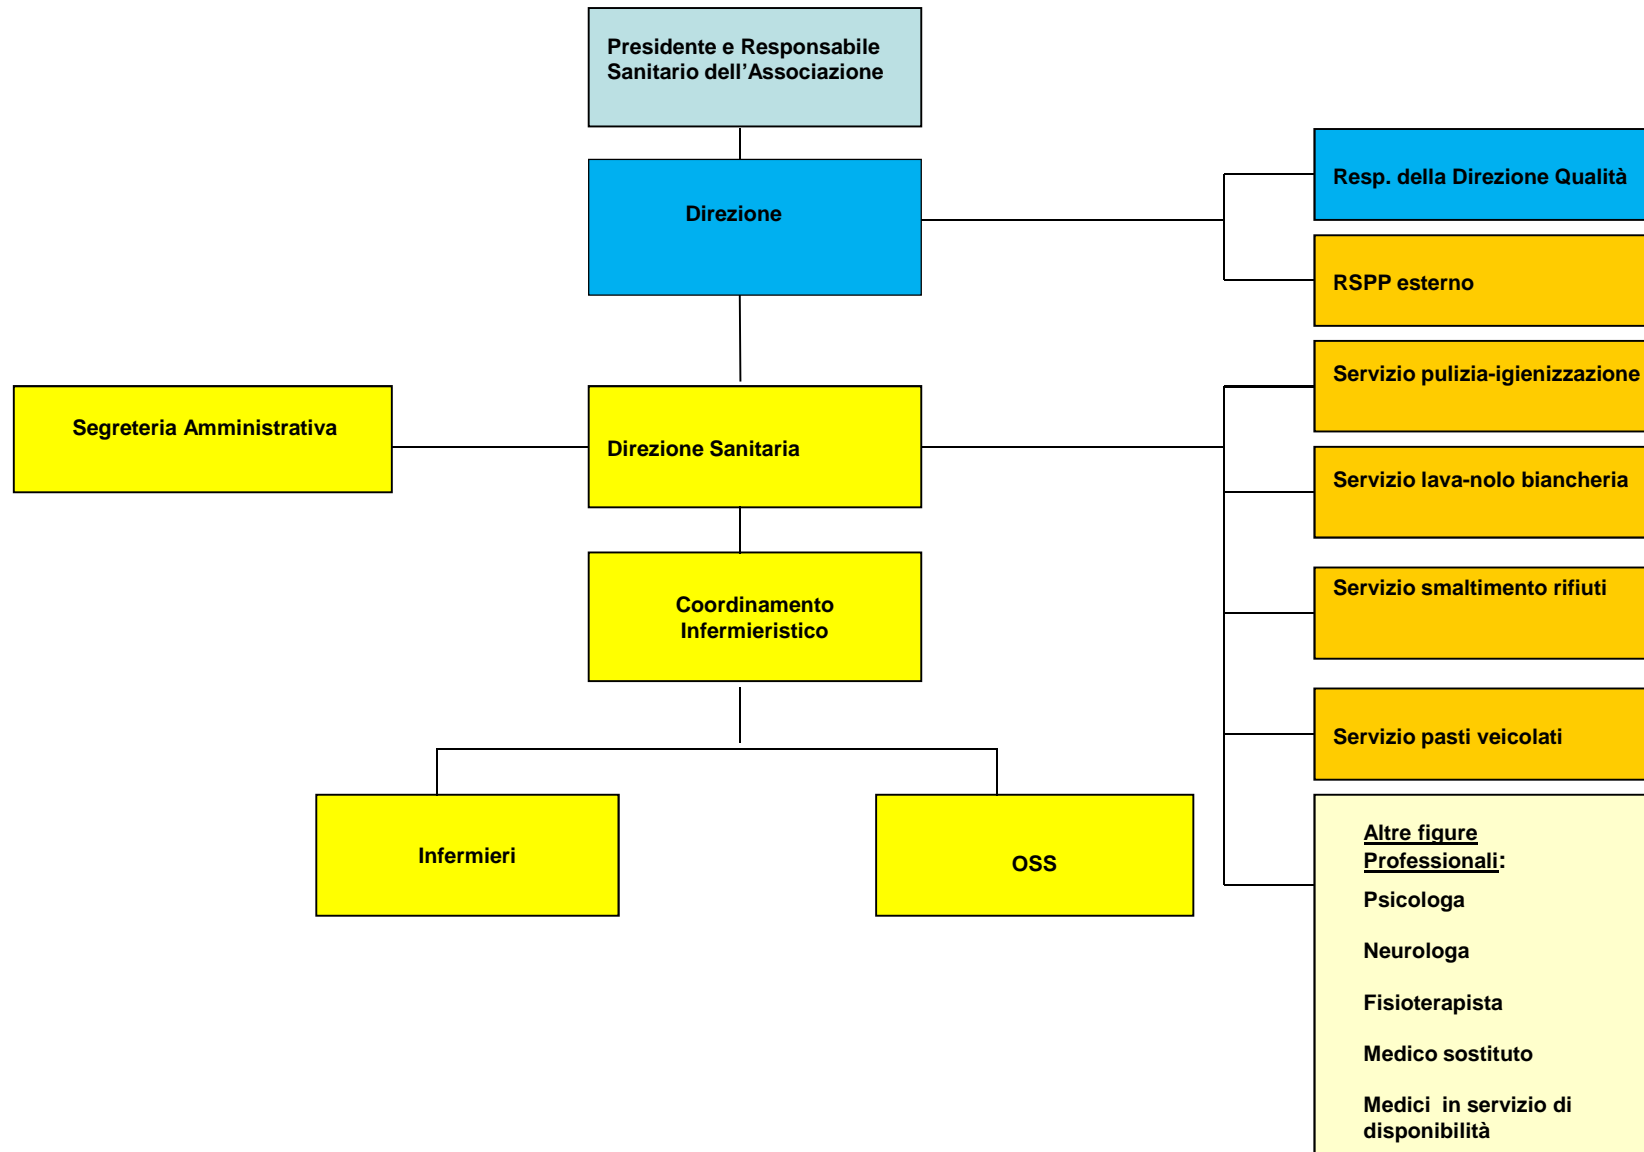 Presidente e Responsabile
Sanitario dell’Associazione
Direzione
Resp. della Direzione Qualità
RSPP esterno
Servizio pulizia-igienizzazione
Segreteria Amministrativa
Direzione Sanitaria
Servizio lava-nolo biancheria
Servizio smaltimento rifiuti
Coordinamento
Infermieristico
Servizio pasti veicolati
Infermieri
OSS
Altre figure
Professionali:
Psicologa
Neurologa
Fisioterapista
Medico sostituto
Medici in servizio di
disponibilità